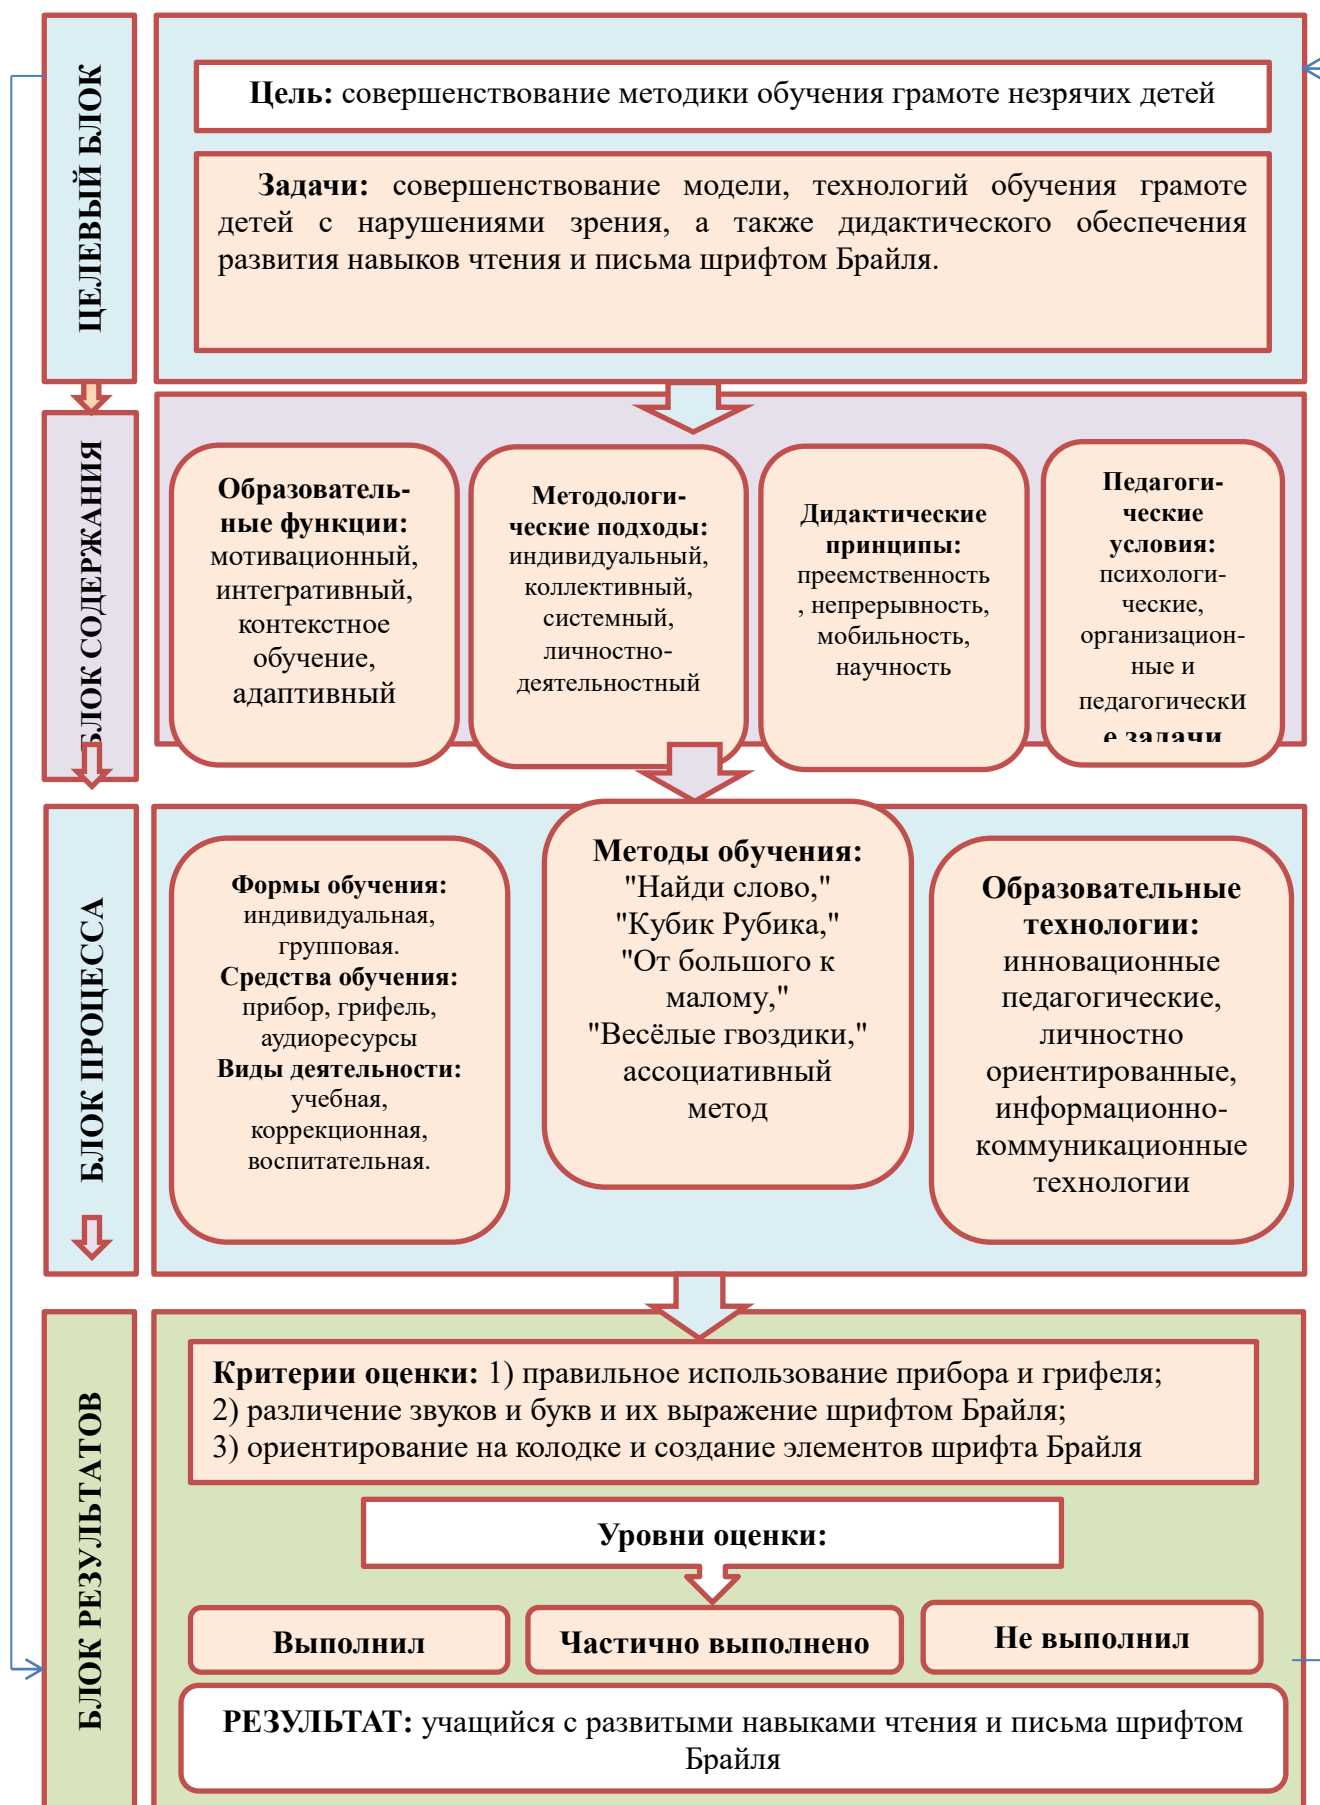 ЦЕЛЕВЫЙ БЛОК
Цель: совершенствование методики обучения грамоте незрячих детей
Задачи: совершенствование модели, технологий обучения грамоте
детей с нарушениями зрения, а также дидактического обеспечения
развития навыков чтения и письма шрифтом Брайля.
БЛОК СОДЕРЖАНИЯ
Образователь-
ные функции:
мотивационный,
интегративный,
контекстное
обучение,
адаптивный
Методологи-
ческие подходы:
индивидуальный,
коллективный,
системный,
личностно-
деятельностный
Дидактические
принципы:
преемственность
, непрерывность,
мобильность,
научность
Педагоги-
ческие
условия:
психологи-
ческие,
организацион-
ные и
педагогически
е задачи
БЛОК ПРОЦЕССА
Формы обучения:
индивидуальная,
групповая.
Средства обучения:
прибор, грифель,
аудиоресурсы
Виды деятельности:
учебная,
коррекционная,
воспитательная.
Методы обучения:
"Найди слово,"
"Кубик Рубика,"
"От большого к
малому,"
"Весёлые гвоздики,"
ассоциативный
метод
Образовательные
технологии:
инновационные
педагогические,
личностно
ориентированные,
информационно-
коммуникационные
технологии
БЛОК РЕЗУЛЬТАТОВ
Критерии оценки: 1) правильное использование прибора и грифеля;
2) различение звуков и букв и их выражение шрифтом Брайля;
3) ориентирование на колодке и создание элементов шрифта Брайля
Уровни оценки:
Выполнил
Частично выполнено
Не выполнил
РЕЗУЛЬТАТ: учащийся с развитыми навыками чтения и письма шрифтом
Брайля